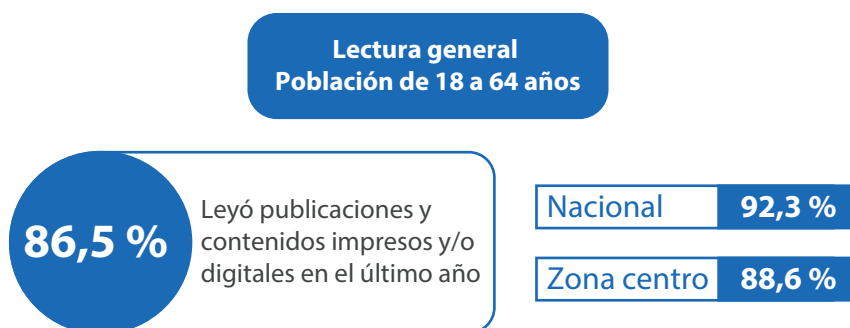 Lectura general
Población de 18 a 64 años
86,5 %
Leyó publicaciones y
contenidos impresos y/o
digitales en el último año
Nacional 92,3 %
Zona centro 88,6 %